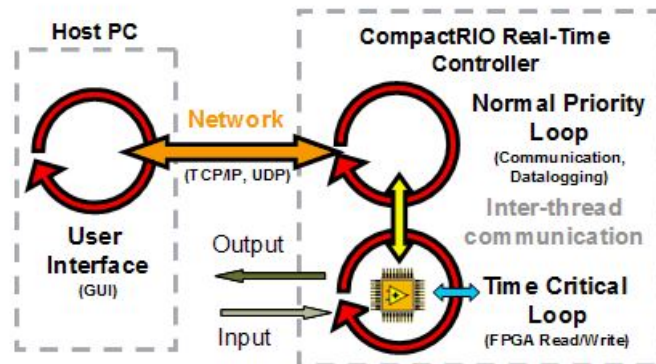 Host PC
CompactRIO Real-Time
Controller
Network
(TCP/IP, UDP)
Normal Priority
Loop
(Communication,
Datalogging)
Inter-thread
communication
User
Interface
(GUI)
Output
Input
Time Critical
Loop
(FPGA Read/Write)